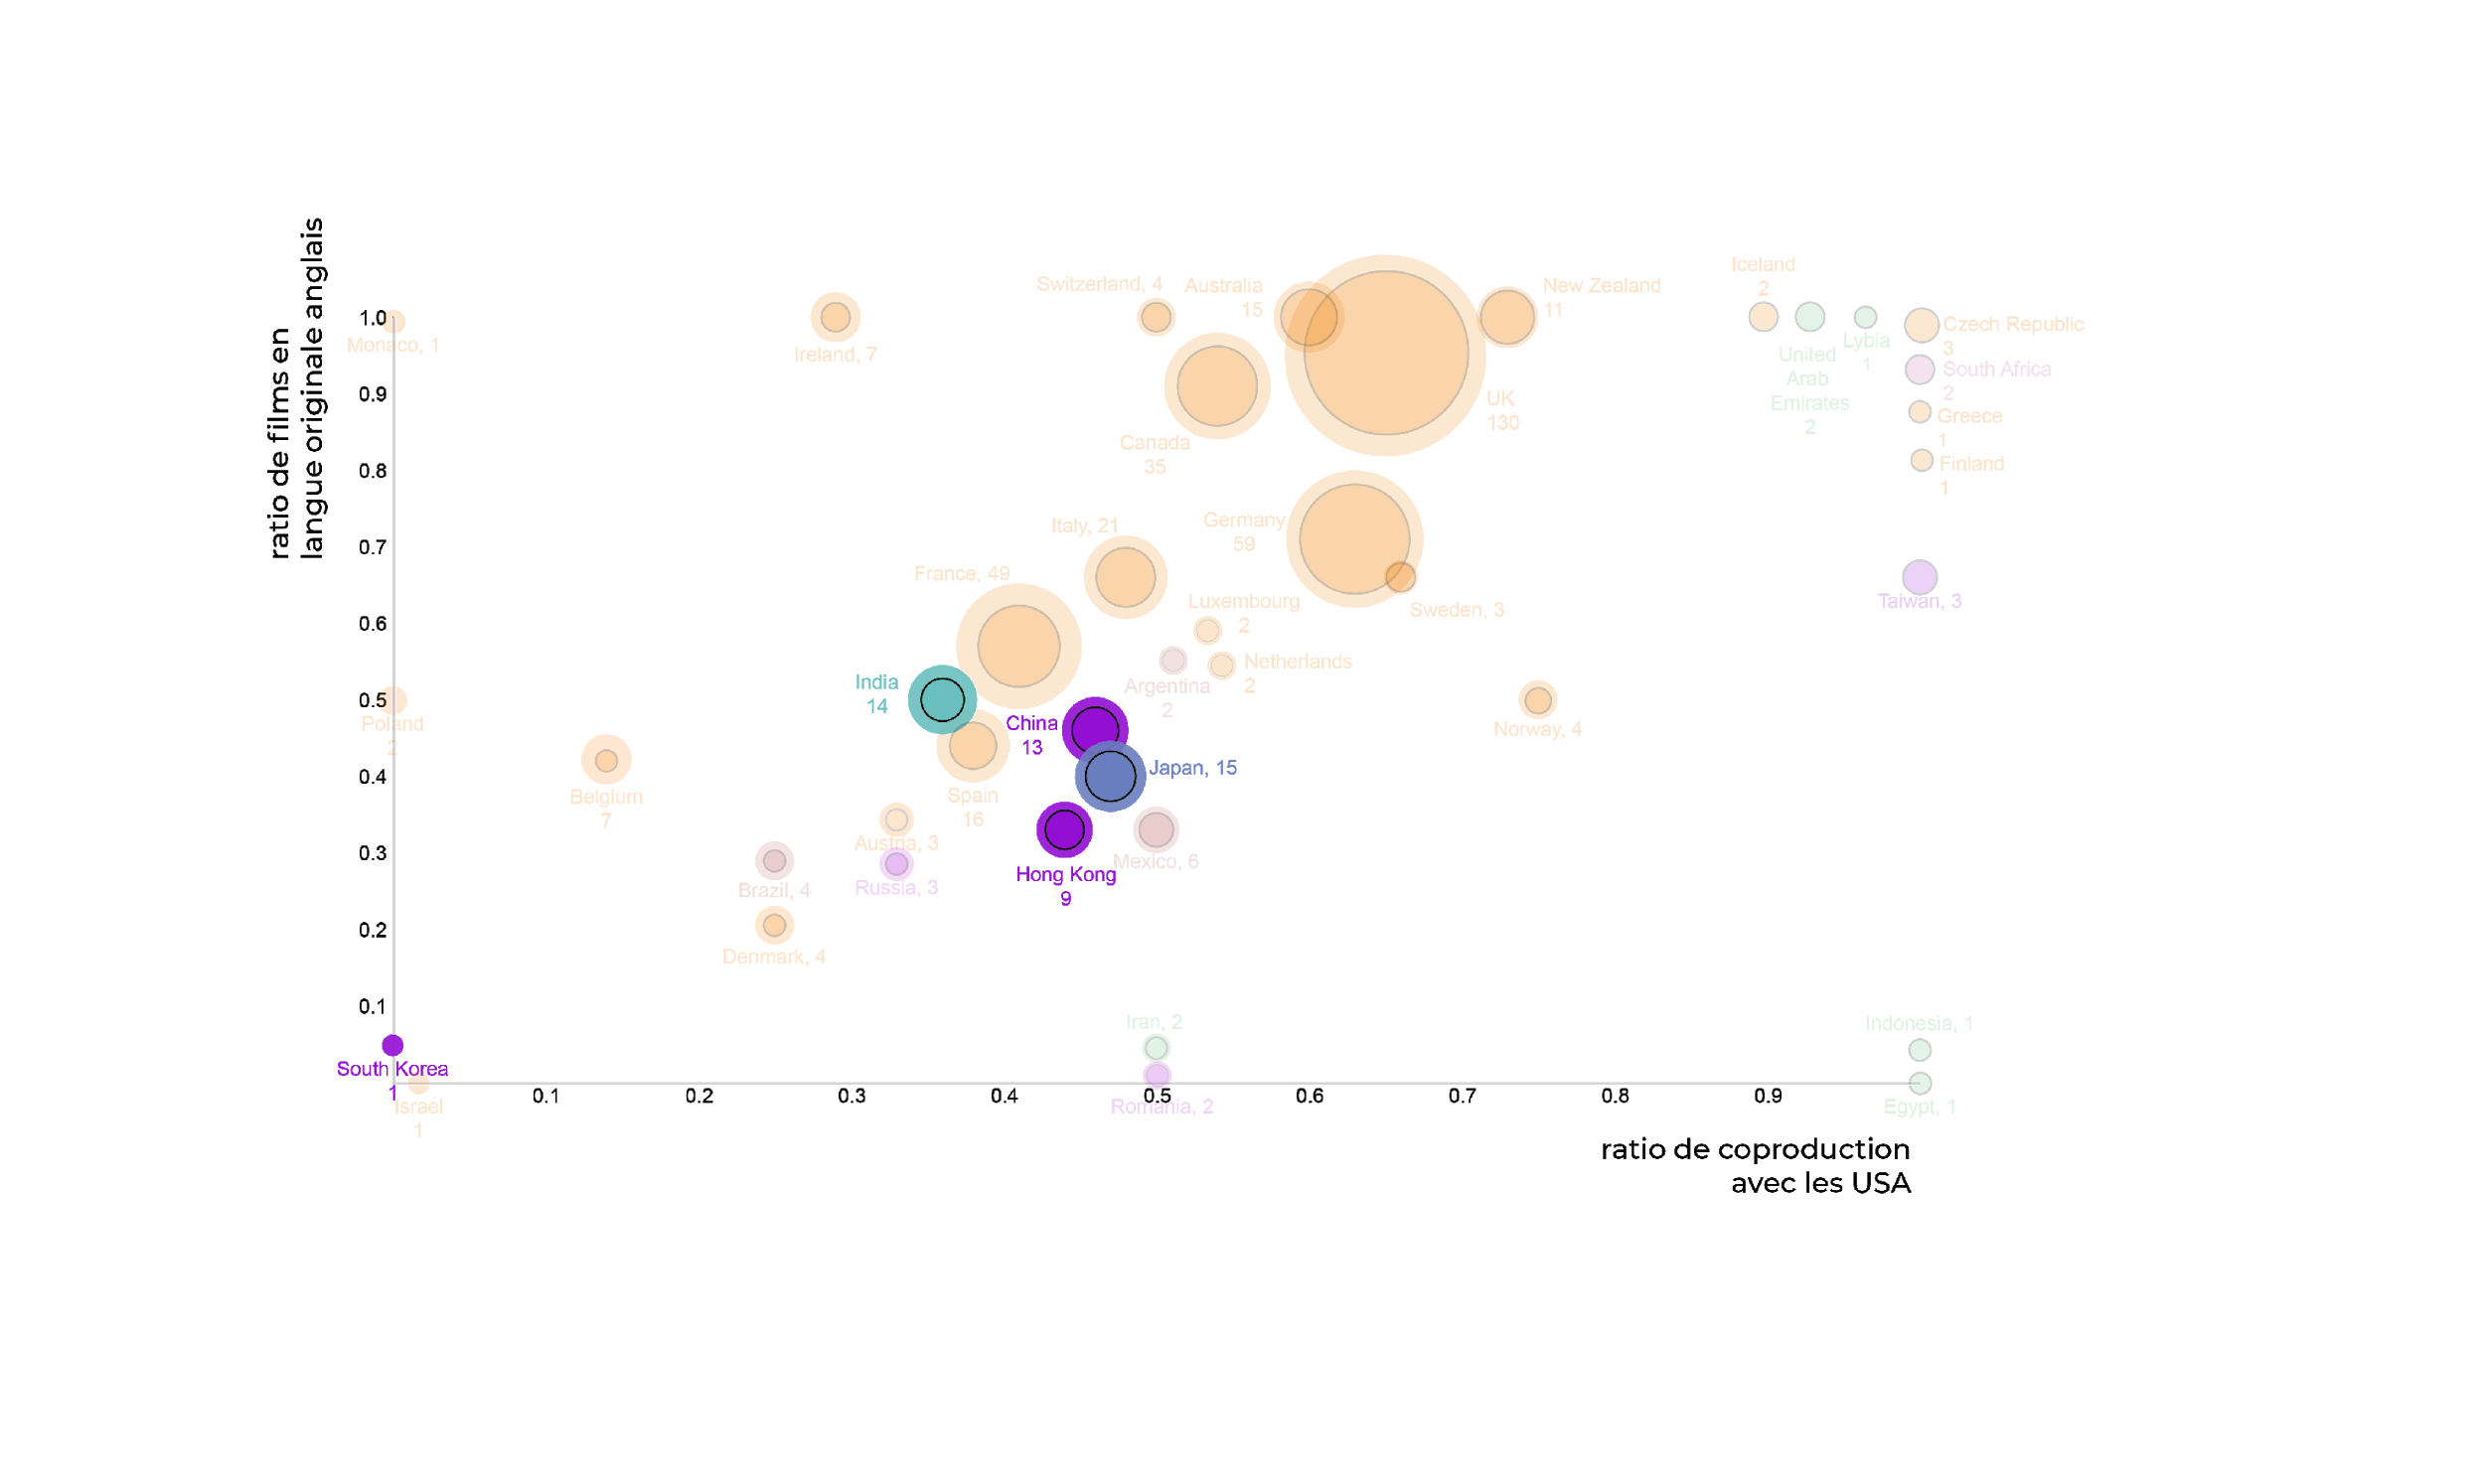 ratio de films en
langue originale anglais
Iceland
2
Switzerland, 4
Australia
15
New Zealand
11
1.0
Monaco, 1
Ireland, 7
Czech Republic
3
Lybia
1
United
Arab
Emirates
2
South Africa
2
0.9
UK
130
Greece
1
Canada
35
0.8
Finland
1
Italy, 21
Germany
59
0.7
France, 49
Luxembourg
2
Sweden, 3
Taiwan, 3
0.6
Netherlands
2
India
14
Argentina
2
0.5
Poland
2
China
13
Norway, 4
Japan, 15
0.4
Belgium
7
Spain
16
Austria, 3
0.3
Mexico, 6
Brazil, 4
Russia, 3
Hong Kong
9
0.2
Denmark, 4
0.1
Iran, 2
Indonesia, 1
South Korea
1
Israel
1
0.1
0.2
0.3
0.4
0.5
0.6
0.7
0.8
0.9
Romania, 2
Egypt, 1
ratio de coproduction
avec les USA